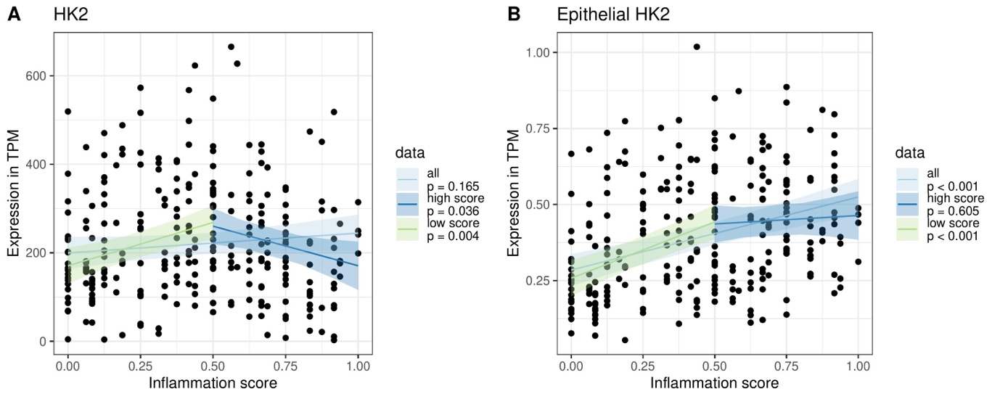 A HK2
Expression in TPM
600
400
200
0
0.00 0.25 0.50 0.75 1.00
Inflammation score
data
all
p = 0.165
high score
p = 0.036
low score
p = 0.004
B Epithelial HK2
Expression in TPM
1.00
0.75
0.50
0.25
0.00 0.25 0.50 0.75 1.00
Inflammation score
data
all
p < 0.001
high score
p = 0.605
low score
p < 0.001